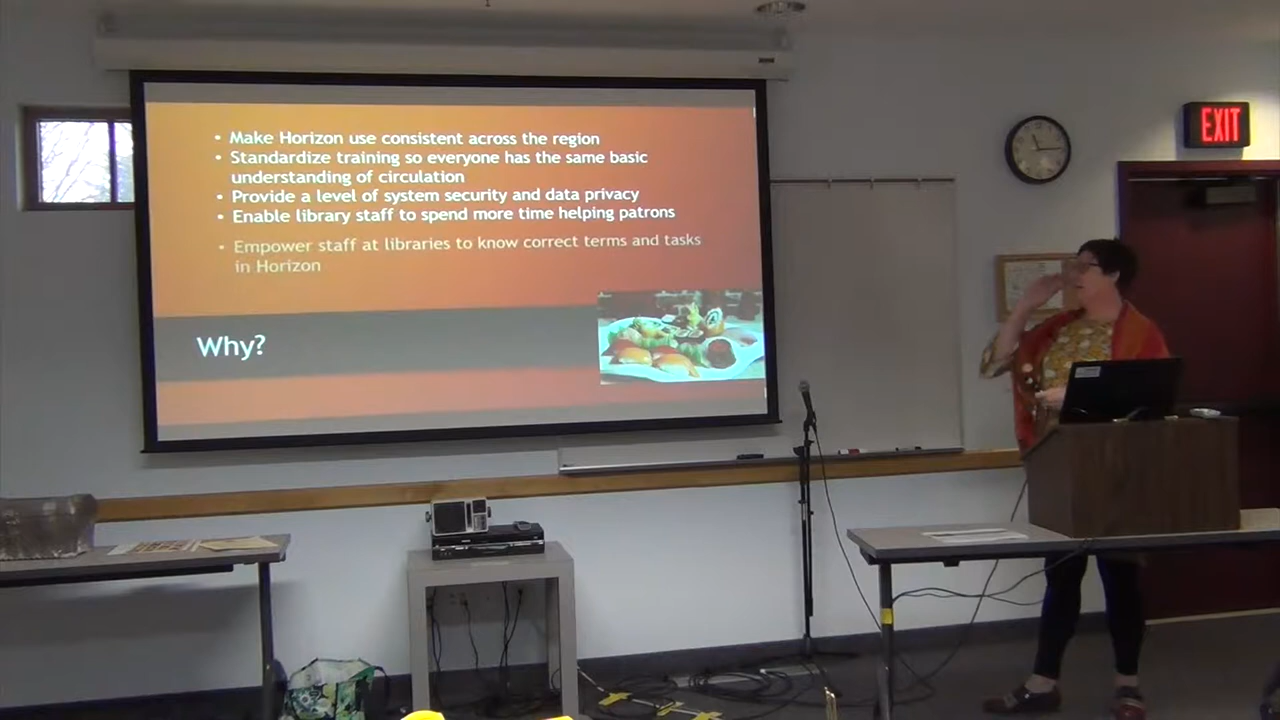 • Make Horizon use consistent across the region
• Standardize training so everyone has the same basic
understanding of circulation
• Provide a level of system security and data privacy
• Enable library staff to spend more time helping patrons
• Empower staff at libraries to know correct terms and tasks
in Horizon
Why?
EXIT